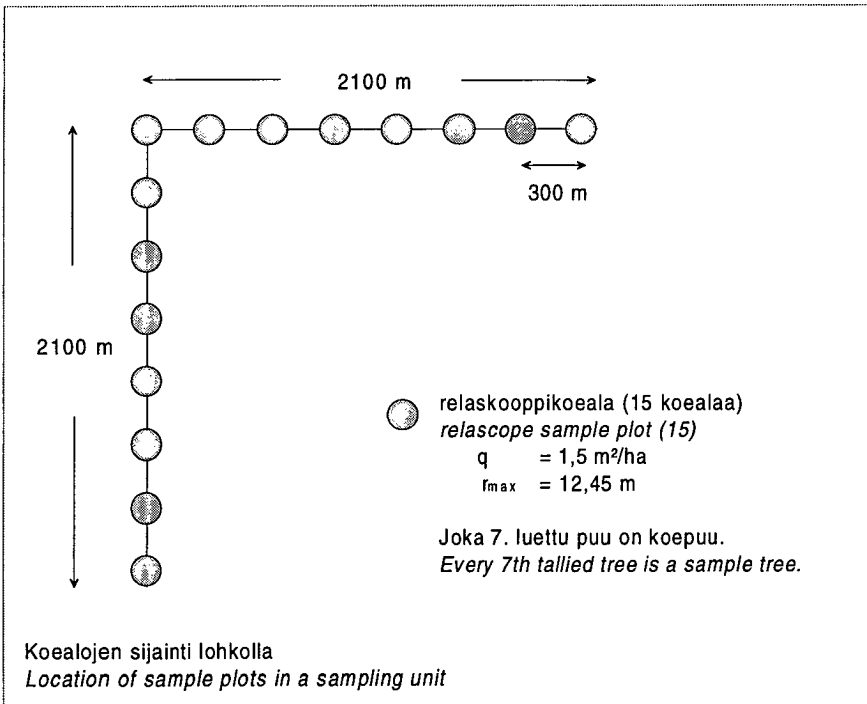 2100 m
300 m
2100 m
relaskooppikoeala (15 koealaa)
relascope sample plot (15)
q = 1,5 m²/ha
rmax = 12,45 m
Joka 7. luettu puu on koepuu.
Every 7th tallied tree is a sample tree.
Koealojen sijainti lohkolla
Location of sample plots in a sampling unit